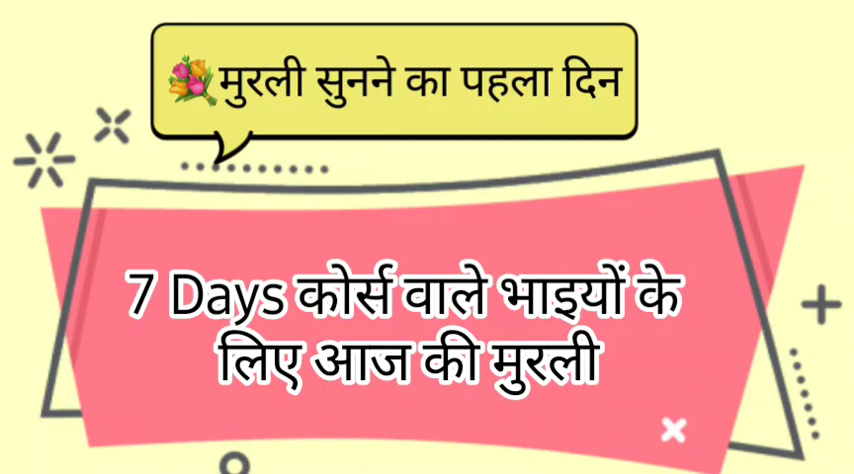 💐मुरली सुनने का पहला दिन
7 Days कोर्स वाले भाइयों के
लिए आज की मुरली